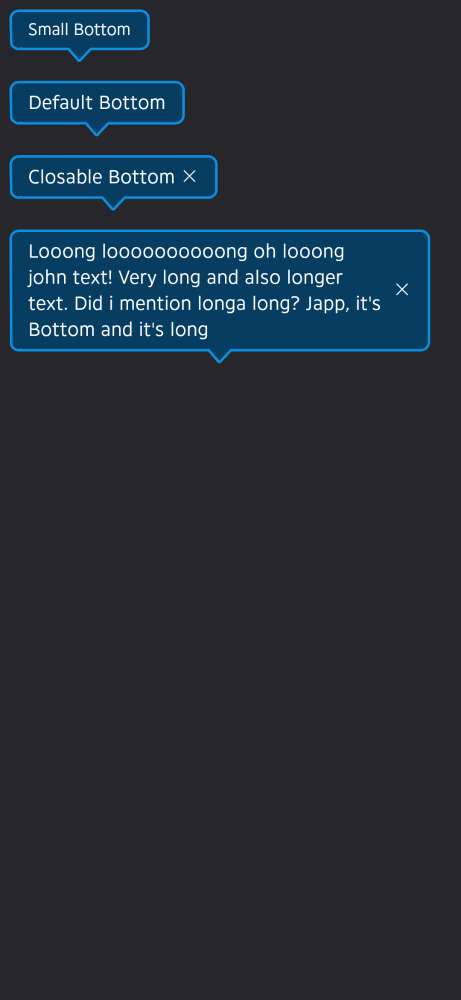 Small Bottom
Default Bottom
Closable Bottom
Looong loooooooooong oh looong
john text! Very long and also longer
text. Did i mention longa long? Japp, it's
Bottom and it's long